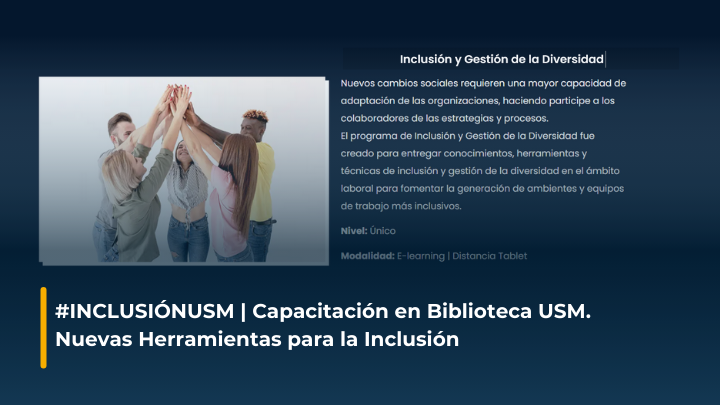 Inclusión y Gestión de la Diversidad
Nuevos cambios sociales requieren una mayor capacidad de
adaptación de las organizaciones, haciendo participe a los
colaboradores de las estrategias y procesos.
El programa de Inclusión y Gestión de la Diversidad fue
creado para entregar conocimientos, herramientas y
técnicas de inclusión y gestión de la diversidad en el ámbito
laboral para fomentar la generación de ambientes y equipos
de trabajo más inclusivos.
Nivel: Único
Modalidad: E-learning | Distancia Tablet
#INCLUSIÓNUSM | Capacitación en Biblioteca USM.
Nuevas Herramientas para la Inclusión